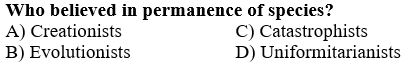 Who believed in permanence of species?
A) Creationists C) Catastrophists
B) Evolutionists D) Uniformitarianists